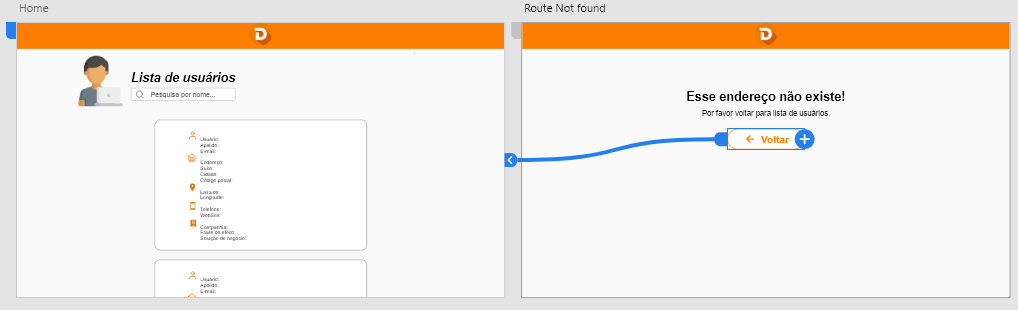 Home
D
Lista de usuários
Pesquisa por nome...
Usuário:
Apelido:
E-mail:
Endereço:
Suite:
Cidade:
Código postal:
Latitude:
Longitude:
Telefone:
WebSite:
Companhia:
Frase de efeito:
Solução de negócio:
Usuário:
Apelido:
E-mail:
Route Not found
D
Esse endereço não existe!
Por favor voltar para lista de usuários.
Voltar